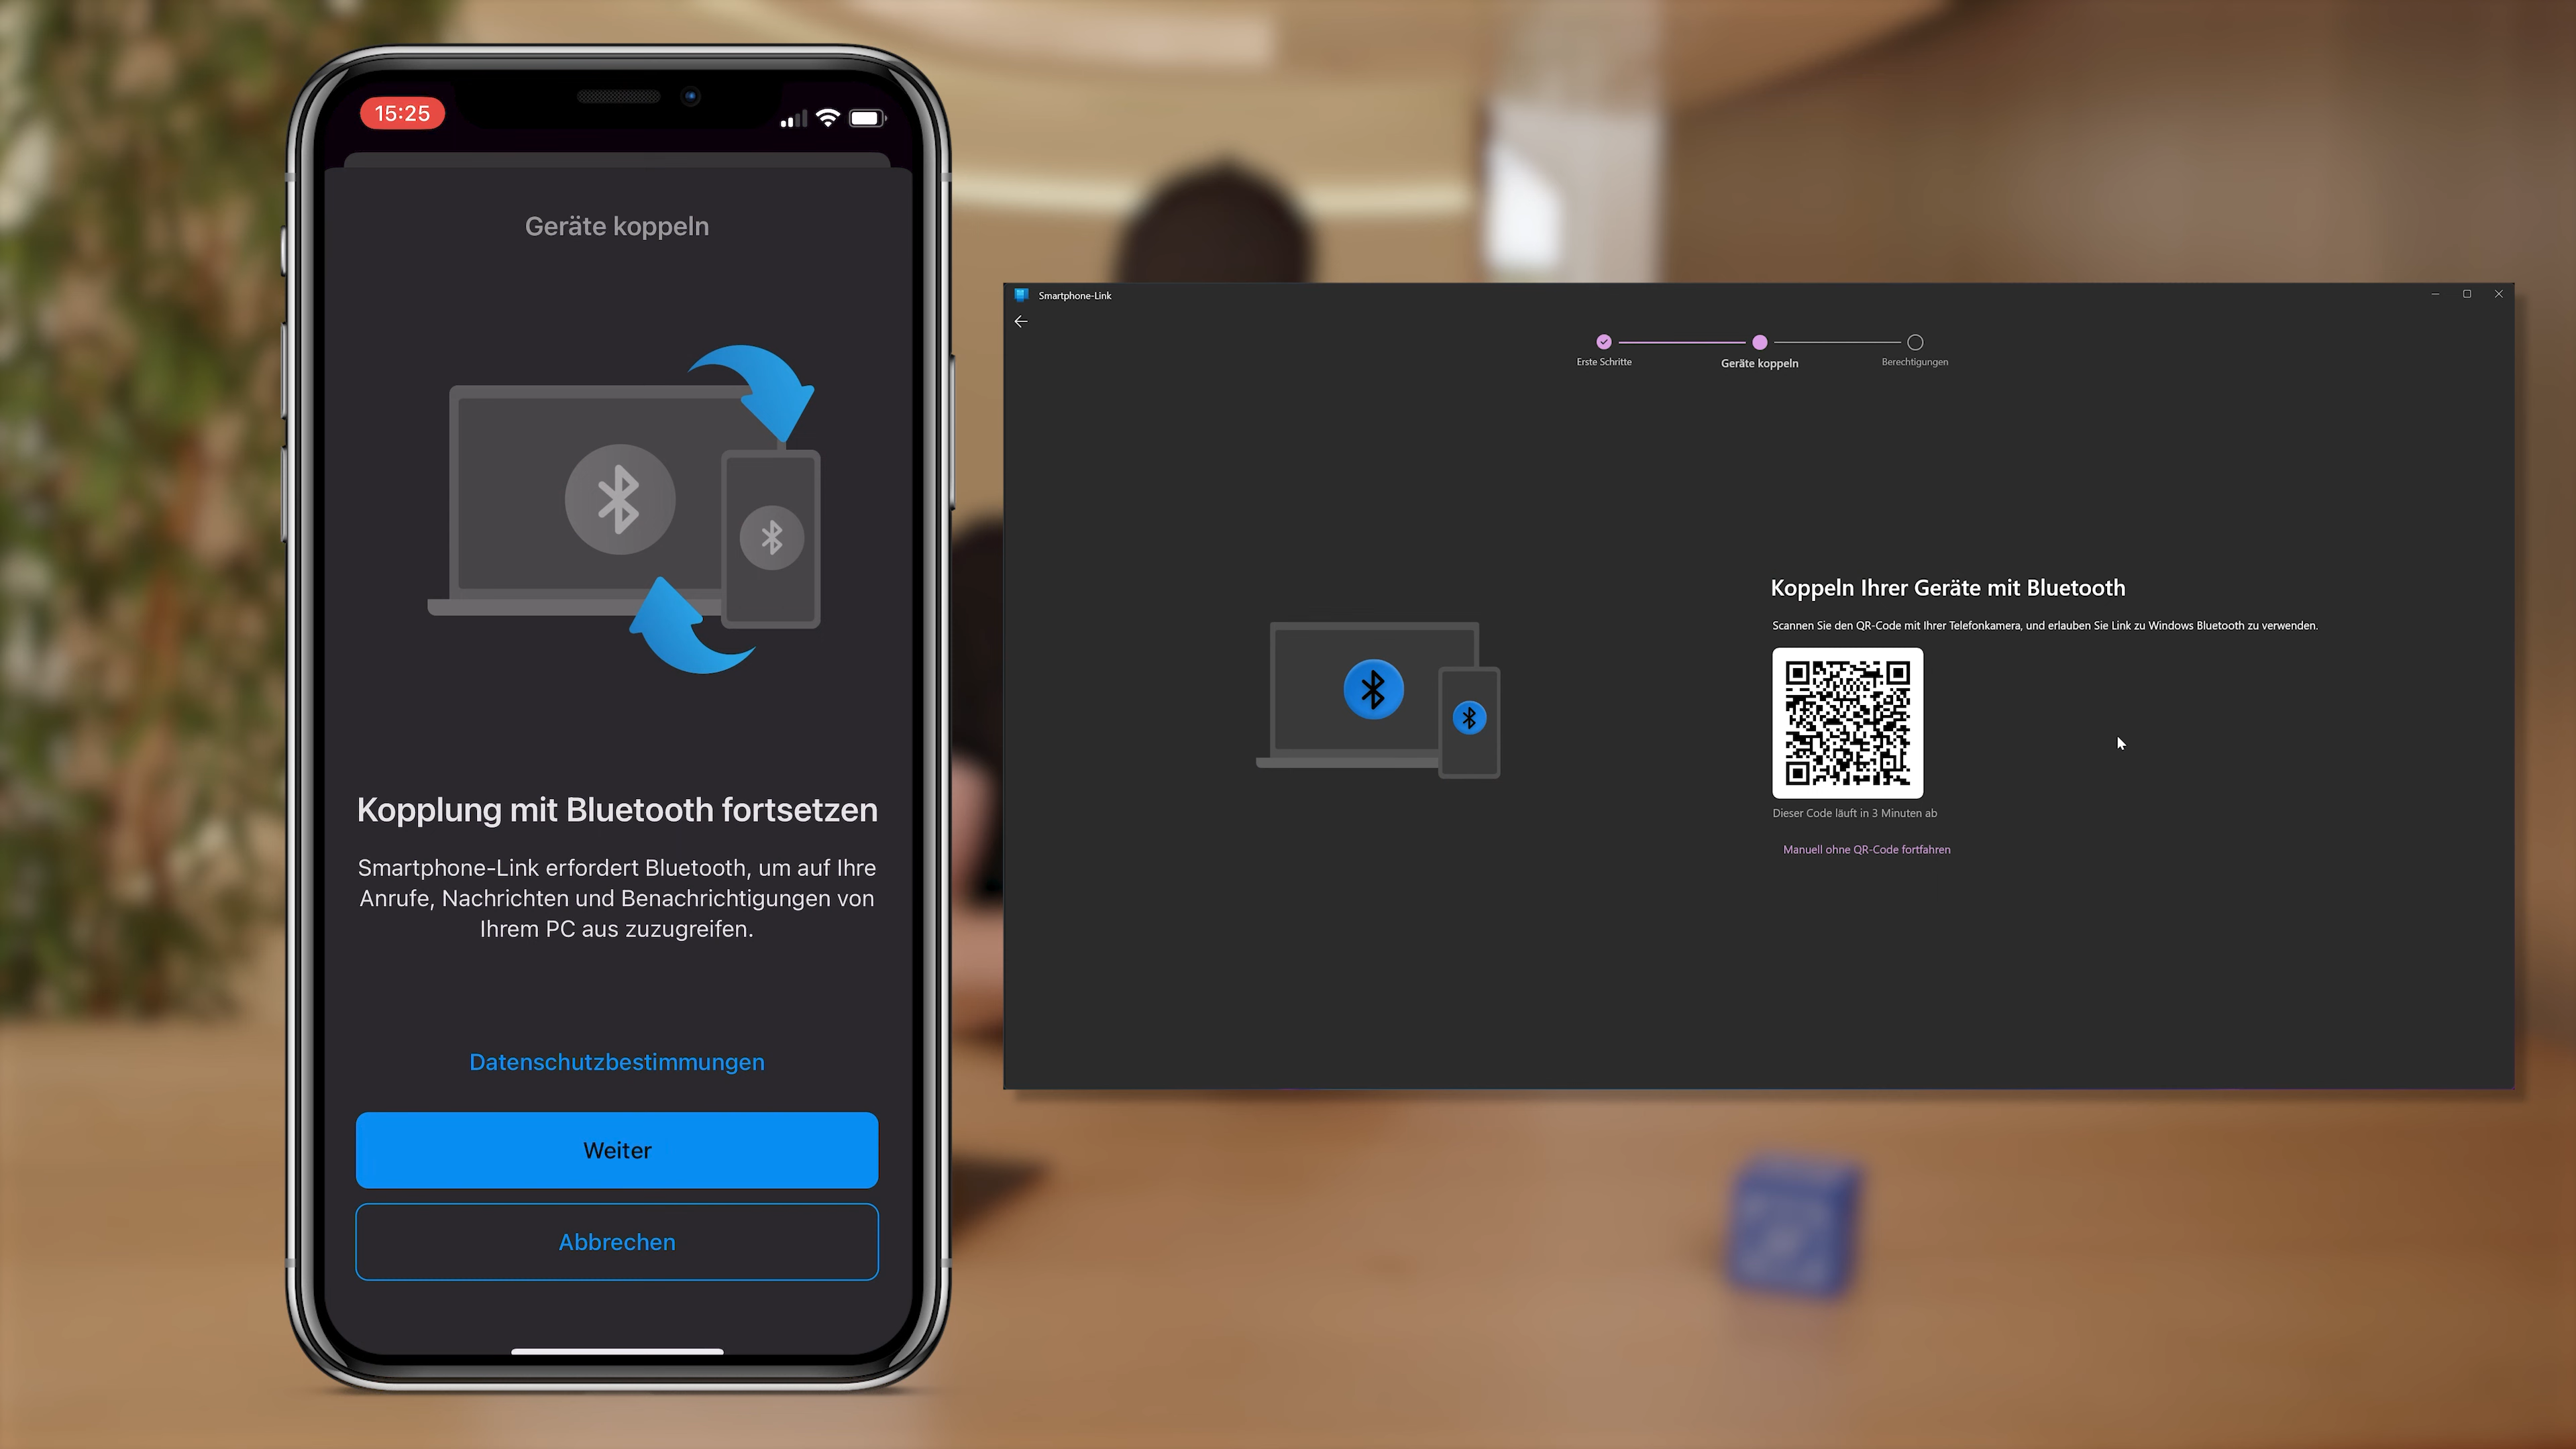 15:25
Geräte koppeln
Kopplung mit Bluetooth fortsetzen
Smartphone-Link erfordert Bluetooth, um auf Ihre
Anrufe, Nachrichten und Benachrichtigungen von
Ihrem PC aus zuzugreifen.
Datenschutzbestimmungen
Weiter
Abbrechen
Smartphone-Link
Erste Schritte
Geräte koppeln
Berechtigungen
Koppeln Ihrer Geräte mit Bluetooth
Scannen Sie den QR-Code mit Ihrer Telefonkamera, und erlauben Sie Link zu Windows Bluetooth zu verwenden.
Dieser Code läuft in 3 Minuten ab
Manuell ohne QR-Code fortfahren